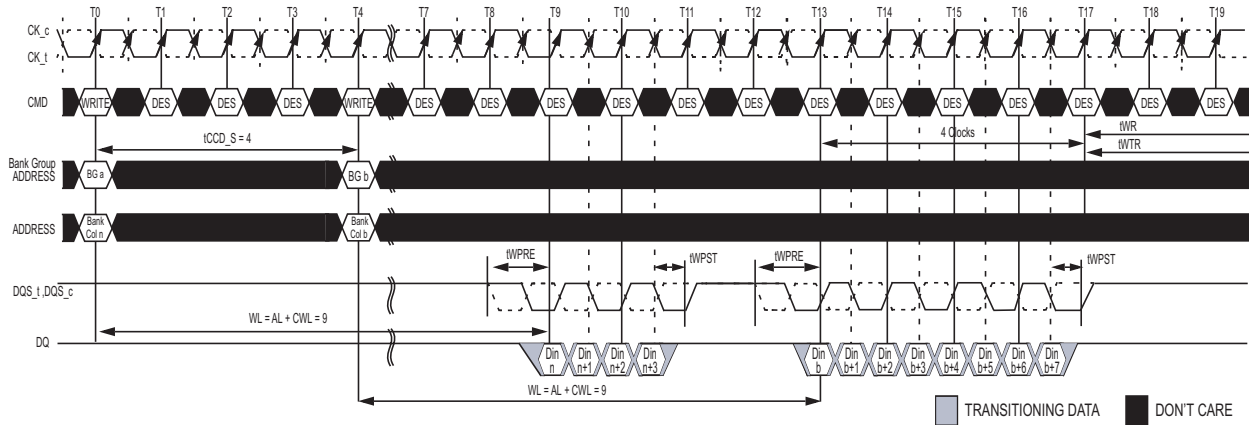 T0 T1 T2 T3 T4 T7 T8 T9 T10 T11 T12 T13 T14 T15 T16 T17 T18 T19
CK_c
CK_t
CMD WRITE DES DES DES WRITE DES DES DES DES DES DES DES DES DES DES DES DES DES
tCCD_S = 4 4 Clocks tWR
tWTR
Bank Group
ADDRESS BG a BG b
ADDRESS Bank Col n Bank Col b
tWPRE tWPST tWPRE tWPST
DQS_t ,DQS_c
WL = AL + CWL = 9
DQ Din n Din n+1 Din n+2 Din n+3 Din b Din b+1 Din b+2 Din b+3 Din b+4 Din b+5 Din b+6 Din b+7
WL = AL + CWL = 9
TRANSITIONING DATA DON'T CARE